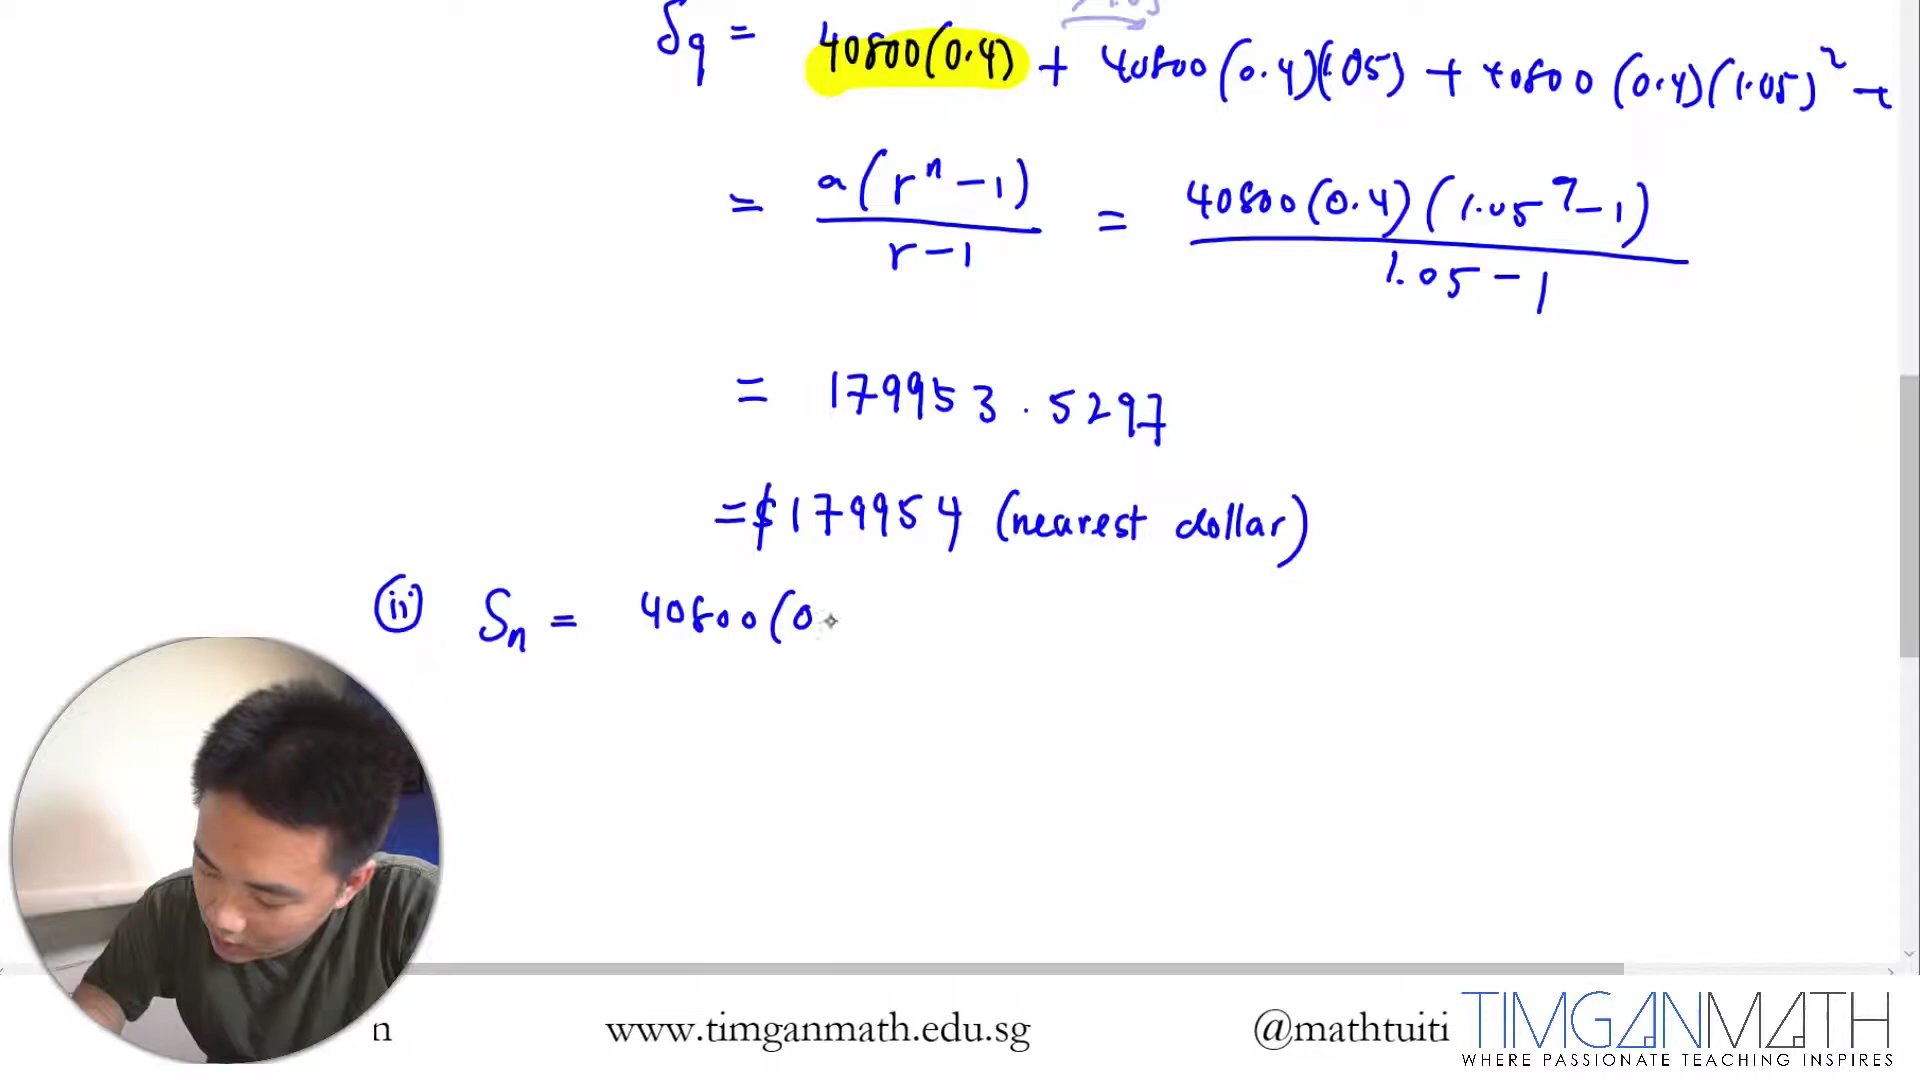 S9 = 40800(0.4) + 40800(0.4)(1.05) + 40800(0.4)(1.05)² +
= a(rⁿ-1) / r-1 = 40800(0.4)(1.05⁹-1) / 1.05-1
= 179953.5297
= $179954 (nearest dollar)
(ii) Sn = 40800(0.
n www.timganmath.edu.sg @mathtuiti TIMGANMATH
WHERE PASSIONATE TEACHING INSPIRES